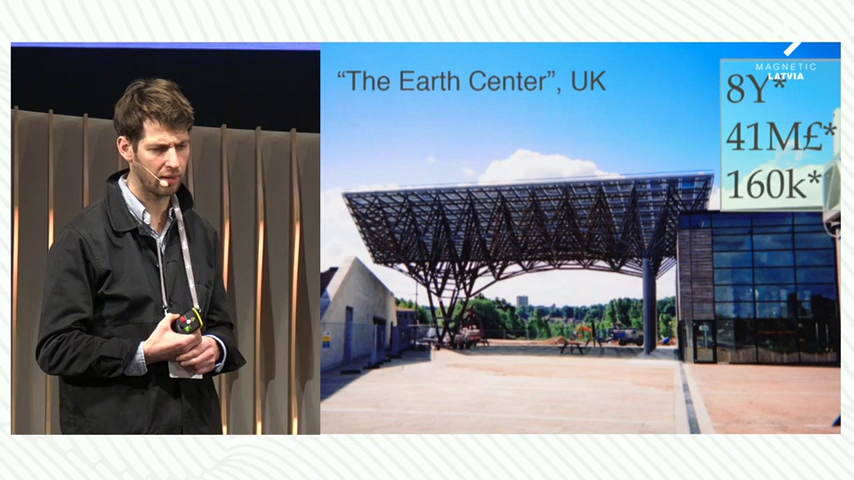 “The Earth Center”, UK
MAGNETIC
LATVIA
8Y*
41M£*
160k*